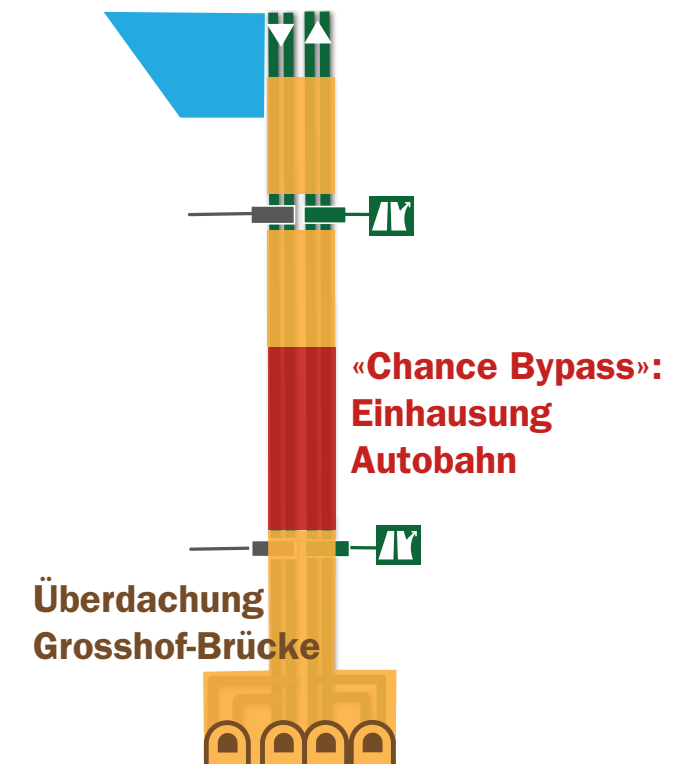 «Chance Bypass»:
Einhausung
Autobahn
Überdachung
Grosshof-Brücke